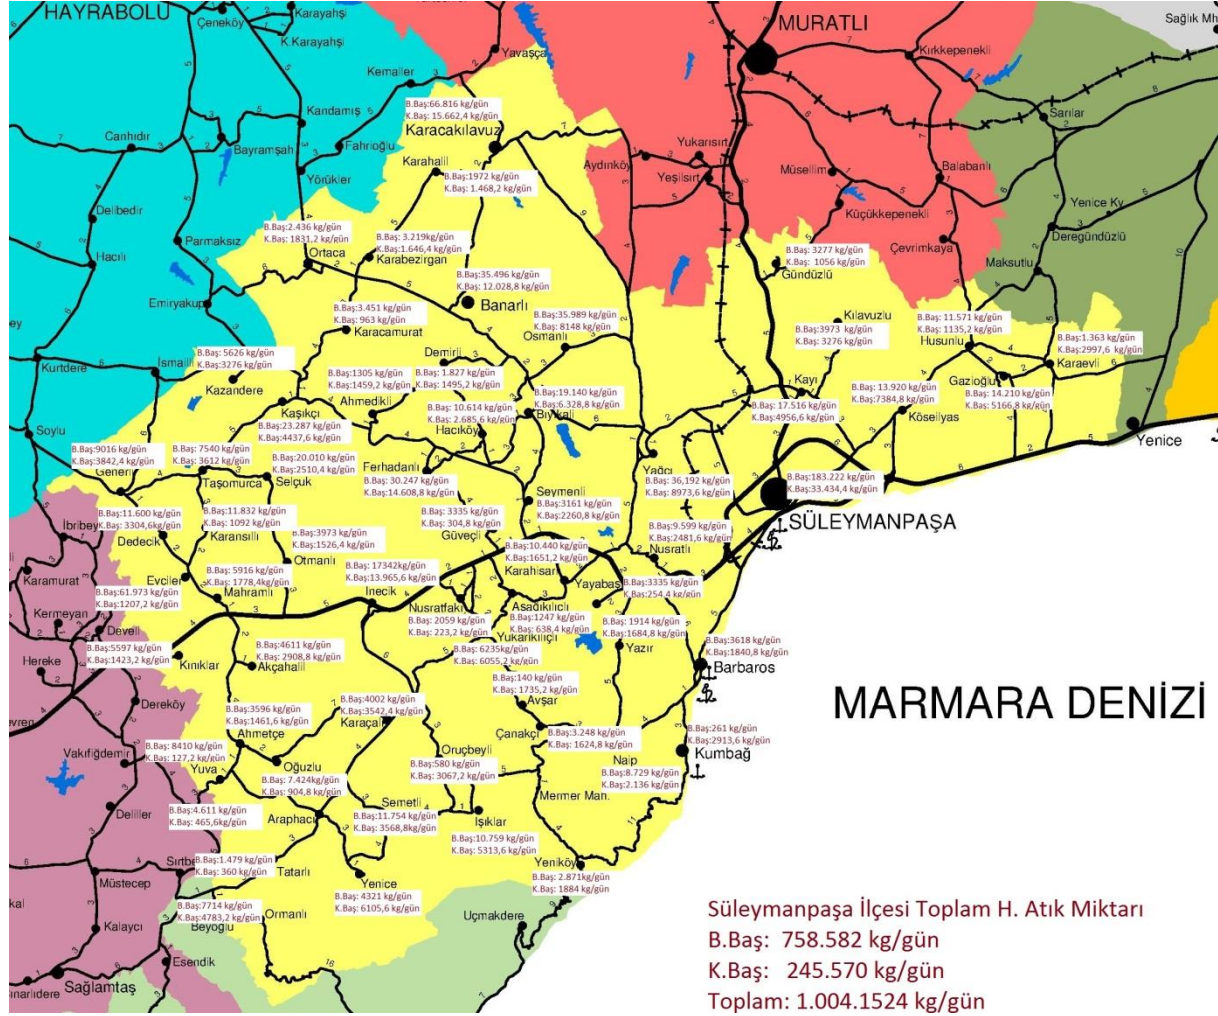 HAYRABOLU
Çeneköy
Karayahşi
K.Karayahşi
Yavaşça
MURATLI
Kırkkepenekli
Sağlık Mh
Kemaller
Kandamış
B.Baş:66.816 kg/gün
K.Baş: 15.662,4 kg/gün
Karacakılavuz
Sarılar
Canhıdır
Bayramşah
Fahrioğlu
Karahalil
Aydınköy
Yukarısırt
Yeşilsırt
Müsellim
Balabanlı
Yörükler
B.Baş:1972 kg/gün
K.Baş: 1.468,2 kg/gün
Delibedir
Küçükkepenekli
Yenice Ky
Parmaksız
B.Baş:2.436 kg/gün
K.Baş: 1831,2 kg/gün
Ortaca
B.Baş: 3.219kg/gün
K.Baş:1.646,4 kg/gün
Karabezirgan
Çevrimkaya
Deregündüzlü
Hacılı
B.Baş: 3277 kg/gün
K.Baş: 1056 kg/gün
Gündüzlü
Maksutlu
Emiryakup
B.Baş:35.496 kg/gün
K.Baş: 12.028,8 kg/gün
Banarlı
B.Baş:3.451 kg/gün
K.Baş: 963 kg/gün
Karacamurat
B.Baş:35.989 kg/gün
K.Baş: 8148 kg/gün
Osmanlı
Kılavuzlu
B.Baş:3973 kg/gün
K.Baş: 3276 kg/gün
B.Baş: 11.571 kg/gün
K.Baş:1135,2 kg/gün
Husunlu
B.Baş:1.363 kg/gün
K.Baş:2997,6 kg/gün
Karaevli
Kurtdere
İsmailli
B.Baş: 5626 kg/gün
K.Baş:3276 kg/gün
Kazandere
Demirli
B.Baş:1305 kg/gün
K.Baş:1459,2 kg/gün
Ahmedikli
B.Baş:1.827 kg/gün
K.Baş:1495,2 kg/gün
B.Baş:19.140 kg/gün
K.Baş:6.328,8 kg/gün
Bıyıkali
Kayı
B.Baş: 17.516 kg/gün
K.Baş:4956,6 kg/gün
B.Baş: 13.920 kg/gün
K.Baş:7384,8 kg/gün
Köseilyas
Gazioğlu
B.Baş: 14.210 kg/gün
K.Baş: 5166,8 kg/gün
Kaşıkçı
B.Baş:23.287 kg/gün
K.Baş:4437,6 kg/gün
B.Baş: 10.614 kg/gün
K.Baş: 2.685,6 kg/gün
Hacıköy
Soylu
Yenice
B.Baş:9016 kg/gün
K.Baş:3842,4 kg/gün
Generli
B.Baş: 7540 kg/gün
K.Baş: 3612 kg/gün
Taşomurca
B.Baş:20.010 kg/gün
K.Baş:2510,4 kg/gün
Selçuk
Ferhadanlı
B.Baş: 30.247 kg/gün
K.Baş: 14.608,8 kg/gün
Yağcı
B.Baş: 36,192 kg/gün
K.Baş: 8973,6 kg/gün
B.Baş:183.222 kg/gün
K.Baş:33.434,4 kg/gün
SÜLEYMANPAŞA
Seymenli
B.Baş:3161 kg/gün
K.Baş:2260,8 kg/gün
B.Baş:11.600 kg/gün
K.Baş: 3304,6kg/gün
Dedecik
B.Baş:11.832 kg/gün
K.Baş: 1092 kg/gün
Karansıllı
B.Baş: 3335 kg/gün
K.Baş: 304,8 kg/gün
Güveçli
B.Baş:9.599 kg/gün
K.Baş:2481,6 kg/gün
Nusratlı
İbribey
B.Baş:3973 kg/gün
K.Baş:1526,4 kg/gün
Otmanlı
B.Baş:10.440 kg/gün
K.Baş:1651,2 kg/gün
Karahisarlı
Karamurat
Evciler
B.Baş: 5916 kg/gün
K.Baş: 1778,4kg/gün
Mahramlı
B.Baş: 17342kg/gün
K.Baş:13.965,6 kg/gün
İnecik
Yayabaşı
B.Baş:3335 kg/gün
K.Baş:254,4 kg/gün
B.Baş:61.973 kg/gün
K.Baş:1207,2 kg/gün
Kermeyan
Nusratfakı
B.Baş: 2059 kg/gün
K.Baş: 223,2 kg/gün
Asağıkılıçlı
B.Baş:1247 kg/gün
K.Baş: 638,4 kg/gün
Yukarıkılıçlı
B.Baş: 1914 kg/gün
K.Baş:1684,8 kg/gün
Yazır
Develi
B.Baş:5597 kg/gün
K.Baş:1423,2 kg/gün
Kınıklar
B.Baş:4611 kg/gün
K.Baş: 2908,8 kg/gün
Akçahalil
B.Baş: 6235kg/gün
K.Baş: 6055,2 kg/gün
B.Baş: 3618 kg/gün
K.Baş:1840,8 kg/gün
Barbaros
Hereke
B.Baş:140 kg/gün
K.Baş: 1735,2 kg/gün
Avşar
MARMARA DENİZİ
Dereköy
B.Baş:3596 kg/gün
K.Baş:1461,6 kg/gün
Ahmetçe
B.Baş: 4002 kg/gün
K.Baş:3542,4 kg/gün
Karaçalı
Çanakçı
B.Baş:3.248 kg/gün
K.Baş: 1624,8 kg/gün
B.Baş:261 kg/gün
K.Baş:2913,6 kg/gün
Kumbağ
Vakıfığdemir
B.Baş: 8410 kg/gün
K.Baş: 127,2 kg/gün
Yuva
Oğuzlu
Oruçbeyli
B.Baş:580 kg/gün
K.Baş: 3067,2 kg/gün
Naip
B.Baş:8.729 kg/gün
K.Baş:2.136 kg/gün
B.Baş: 7.424kg/gün
K.Baş: 904,8 kg/gün
Mermer Mah.
Deliller
B.Baş:4.611 kg/gün
K.Baş: 465,6kg/gün
Araphacı
Semetli
B.Baş:11.754 kg/gün
K.Baş: 3568,8kg/gün
Işıklar
B.Baş: 10.759 kg/gün
K.Baş: 5313,6 kg/gün
B.Baş:1.479 kg/gün
K.Baş: 360 kg/gün
Tatarlı
Yeniköy
B.Baş: 2.871kg/gün
K.Baş: 1884 kg/gün
Müstecep
Yenice
B.Baş: 4321 kg/gün
K.Baş: 6105,6 kg/gün
B.Baş:7714 kg/gün
K.Baş:4783,2 kg/gün
Beyoğlu
Ormanlı
Uçmakdere
Kalaycı
Esendik
Sağlamtaş
Süleymanpaşa İlçesi Toplam H. Atık Miktarı
B.Baş: 758.582 kg/gün
K.Baş: 245.570 kg/gün
Toplam: 1.004.1524 kg/gün